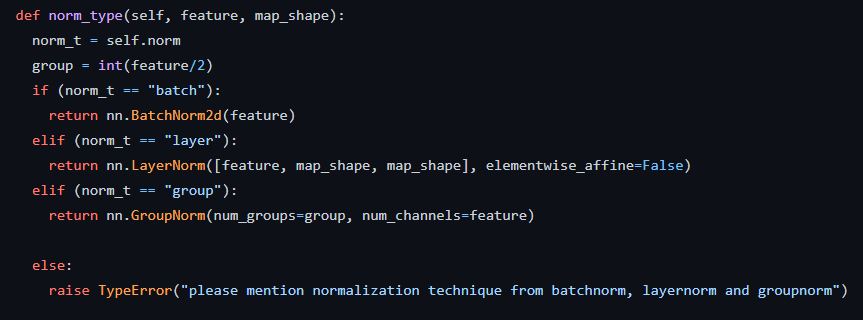 def norm_type(self, feature, map_shape):
  norm_t = self.norm
  group = int(feature/2)
  if (norm_t == "batch"):
    return nn.BatchNorm2d(feature)
  elif (norm_t == "layer"):
    return nn.LayerNorm([feature, map_shape, map_shape], elementwise_affine=False)
  elif (norm_t == "group"):
    return nn.GroupNorm(num_groups=group, num_channels=feature)
  else:
    raise TypeError("please mention normalization technique from batchnorm, layernorm and groupnorm")